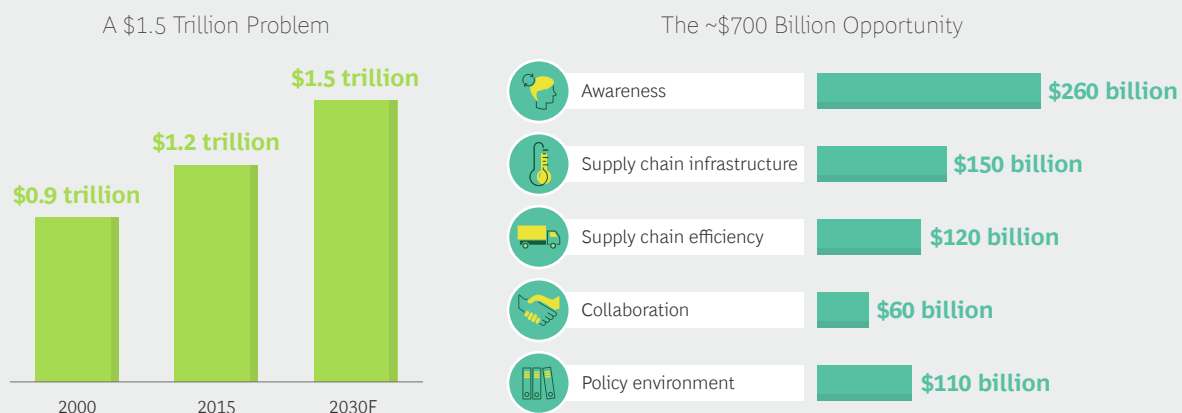 A $1.5 Trillion Problem
$0.9 trillion
$1.2 trillion
$1.5 trillion
2000
2015
2030F
The ~$700 Billion Opportunity
Awareness
$260 billion
Supply chain infrastructure
$150 billion
Supply chain efficiency
$120 billion
Collaboration
$60 billion
Policy environment
$110 billion